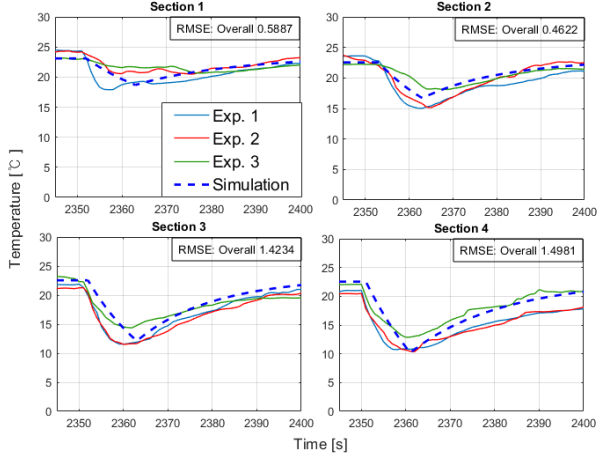 Section 1
RMSE: Overall 0.5887
30
25
20
15
10
5
0
2350 2360 2370 2380 2390 2400
Exp. 1
Exp. 2
Exp. 3
Simulation
Section 2
RMSE: Overall 0.4622
30
25
20
15
10
5
0
2350 2360 2370 2380 2390 2400
Temperature [℃]
Section 3
RMSE: Overall 1.4234
30
25
20
15
10
5
0
2350 2360 2370 2380 2390 2400
Section 4
RMSE: Overall 1.4981
30
25
20
15
10
5
0
2350 2360 2370 2380 2390 2400
Time [s]